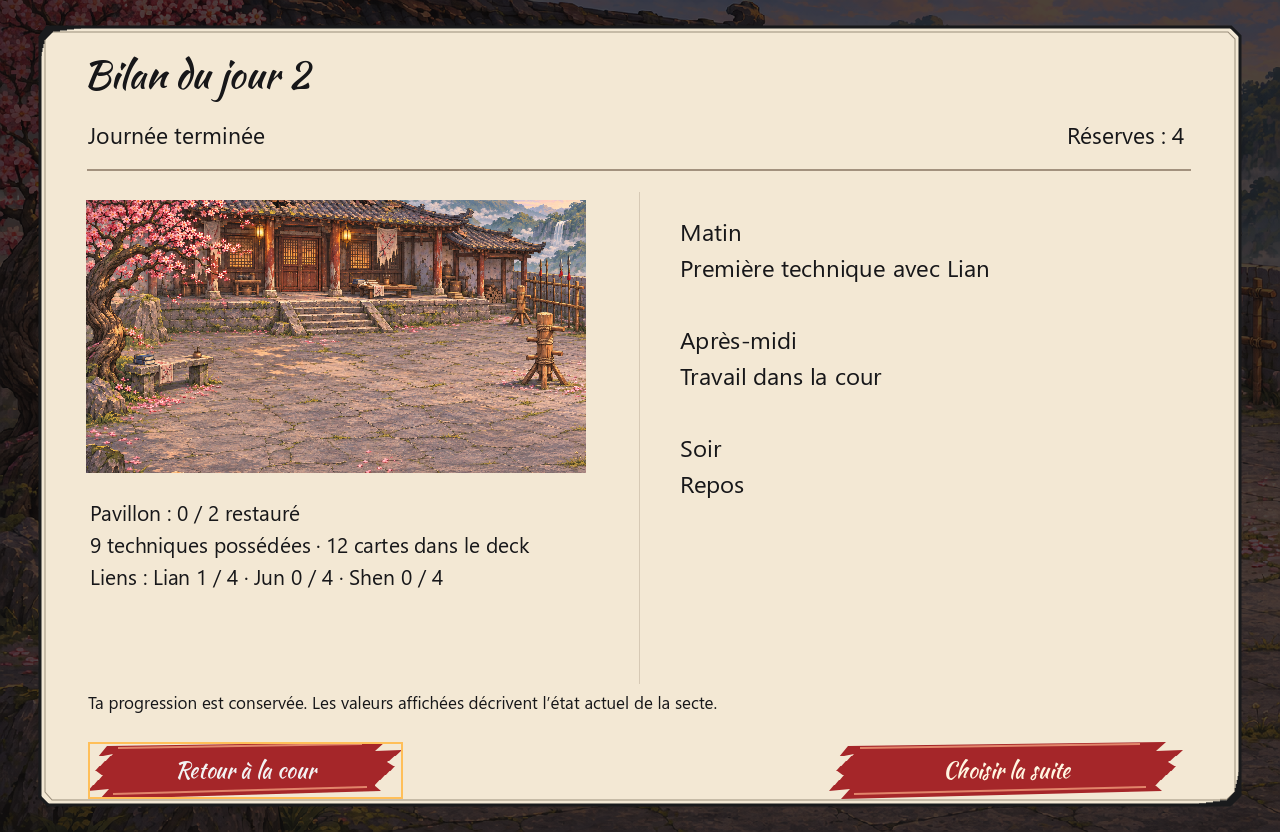 Bilan du jour 2
Journée terminée
Réserves : 4
Pavillon : 0 / 2 restauré
9 techniques possédées · 12 cartes dans le deck
Liens : Lian 1 / 4 · Jun 0 / 4 · Shen 0 / 4
Matin
Première technique avec Lian
Après-midi
Travail dans la cour
Soir
Repos
Ta progression est conservée. Les valeurs affichées décrivent l’état actuel de la secte.
Retour à la cour
Choisir la suite